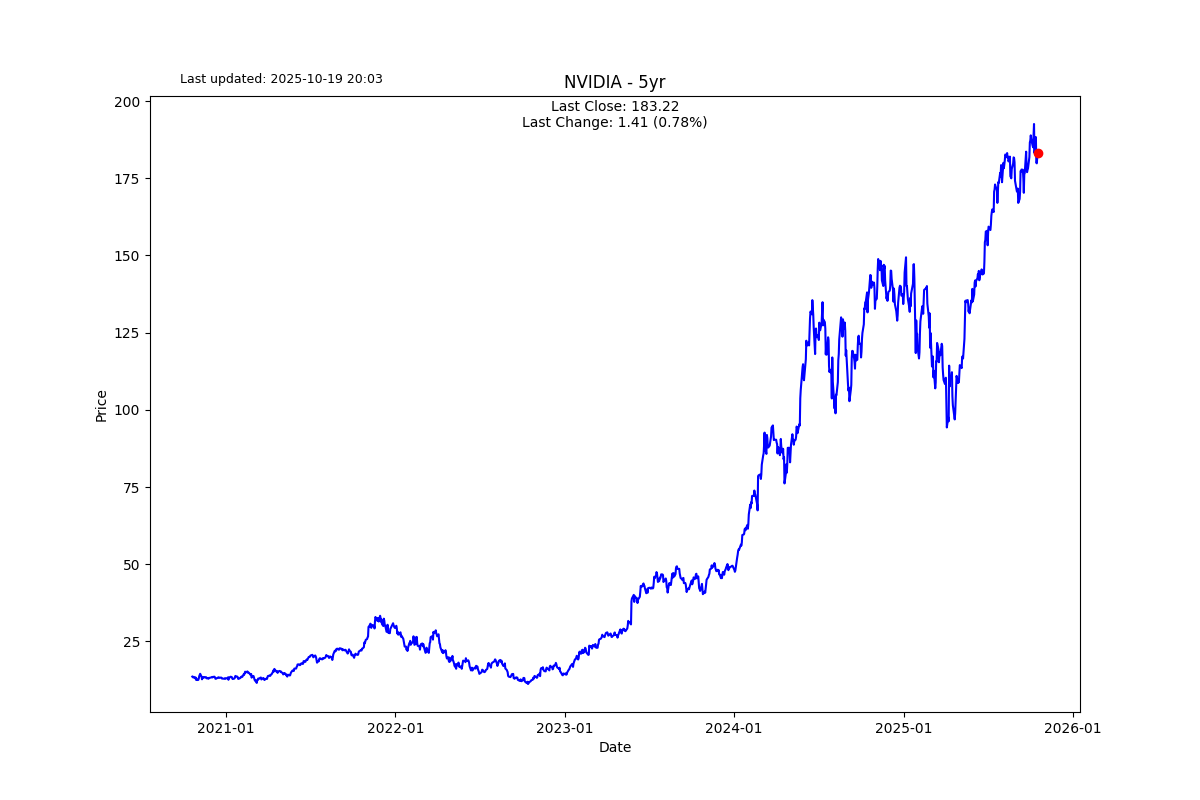 Last updated: 2025-10-19 20:03
NVIDIA - 5yr
Last Close: 183.22
Last Change: 1.41 (0.78%)
200
175
150
125
100
75
50
25
Price
2021-01
2022-01
2023-01
2024-01
2025-01
2026-01
Date